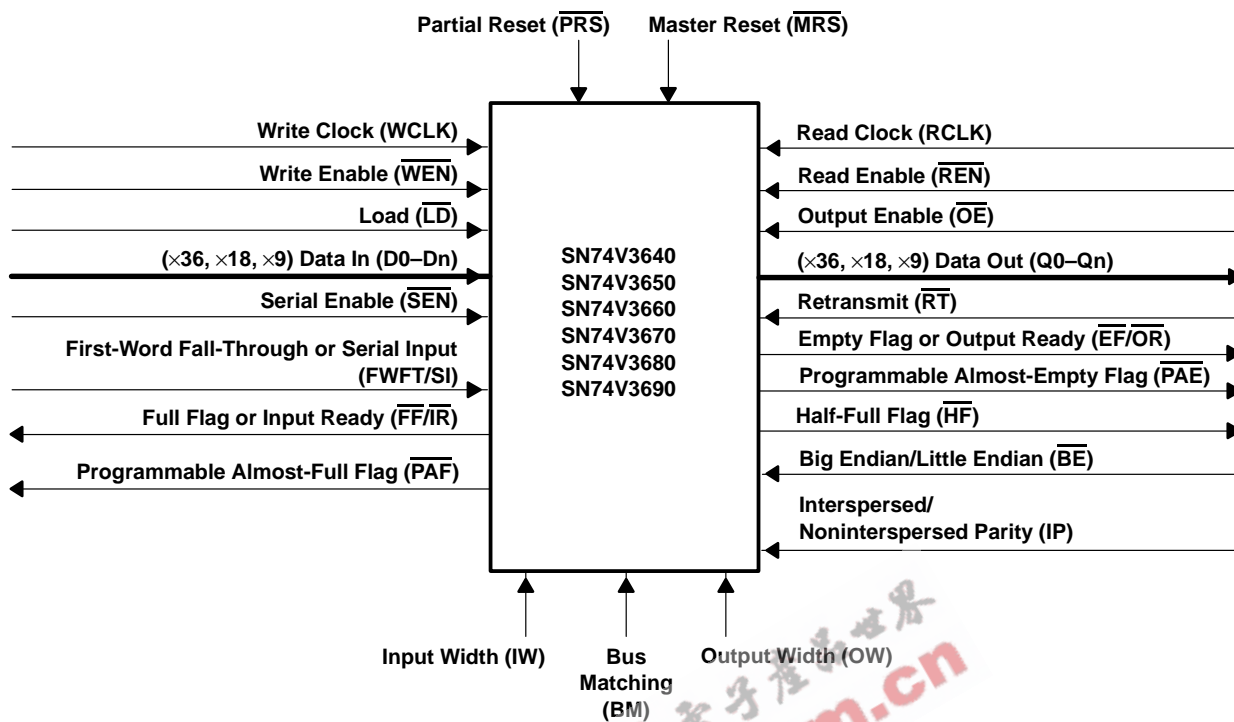 Partial Reset (PRS)
Master Reset (MRS)
Write Clock (WCLK)
Write Enable (WEN)
Load (LD)
(×36, ×18, ×9) Data In (D0–Dn)
Serial Enable (SEN)
First-Word Fall-Through or Serial Input
(FWFT/SI)
Full Flag or Input Ready (FF/IR)
Programmable Almost-Full Flag (PAF)
SN74V3640
SN74V3650
SN74V3660
SN74V3670
SN74V3680
SN74V3690
Read Clock (RCLK)
Read Enable (REN)
Output Enable (OE)
(×36, ×18, ×9) Data Out (Q0–Qn)
Retransmit (RT)
Empty Flag or Output Ready (EF/OR)
Programmable Almost-Empty Flag (PAE)
Half-Full Flag (HF)
Big Endian/Little Endian (BE)
Interspersed/
Noninterspersed Parity (IP)
Input Width (IW)
Bus
Matching
(BM)
Output Width (OW)